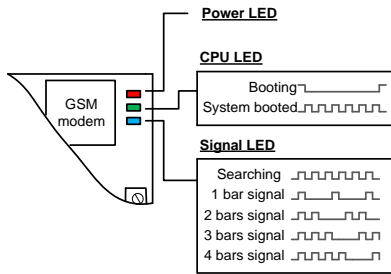 Power LED
CPU LED
Booting
System booted
GSM
modem
Signal LED
Searching
1 bar signal
2 bars signal
3 bars signal
4 bars signal